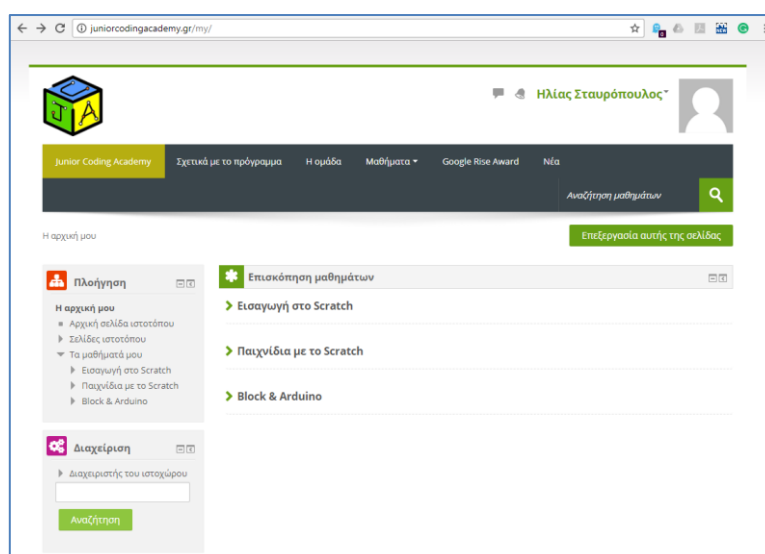 juniorcodingacademy.gr/my/
J C A
Ηλίας Σταυρόπουλος
Junior Coding Academy Σχετικά με το πρόγραμμα Η ομάδα Μαθήματα Google Rise Award Νέα
Αναζήτηση μαθημάτων
Η αρχική μου
Επεξεργασία αυτής της σελίδας
Πλοήγηση
Η αρχική μου
Αρχική σελίδα ιστοτόπου
Σελίδες ιστοτόπου
Τα μαθήματά μου
Εισαγωγή στο Scratch
Παιχνίδια με το Scratch
Block & Arduino
Διαχείριση
Διαχειριστής του ιστοχώρου
Αναζήτηση
Επισκόπηση μαθημάτων
Εισαγωγή στο Scratch
Παιχνίδια με το Scratch
Block & Arduino